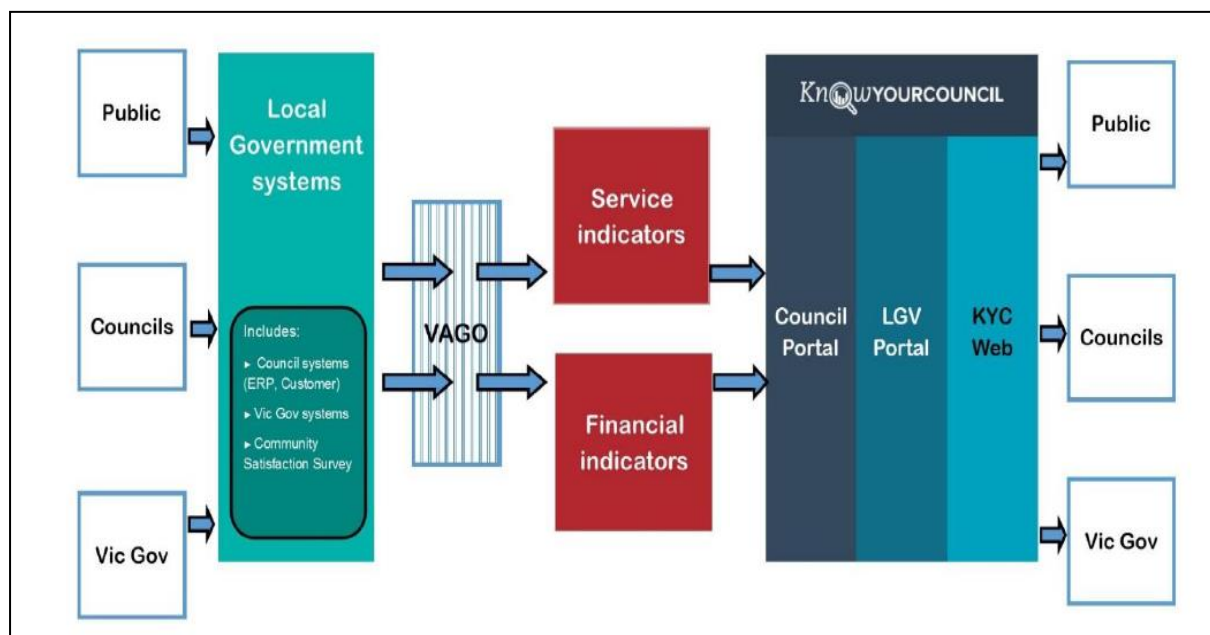 Public
Councils
Vic Gov
Local
Government
systems
Includes:
► Council systems
(ERP, Customer)
► Vic Gov systems
► Community
Satisfaction Survey
VAGO
Service
indicators
Financial
indicators
KnowYOURCOUNCIL
Council
Portal
LGV
Portal
KYC
Web
Public
Councils
Vic Gov